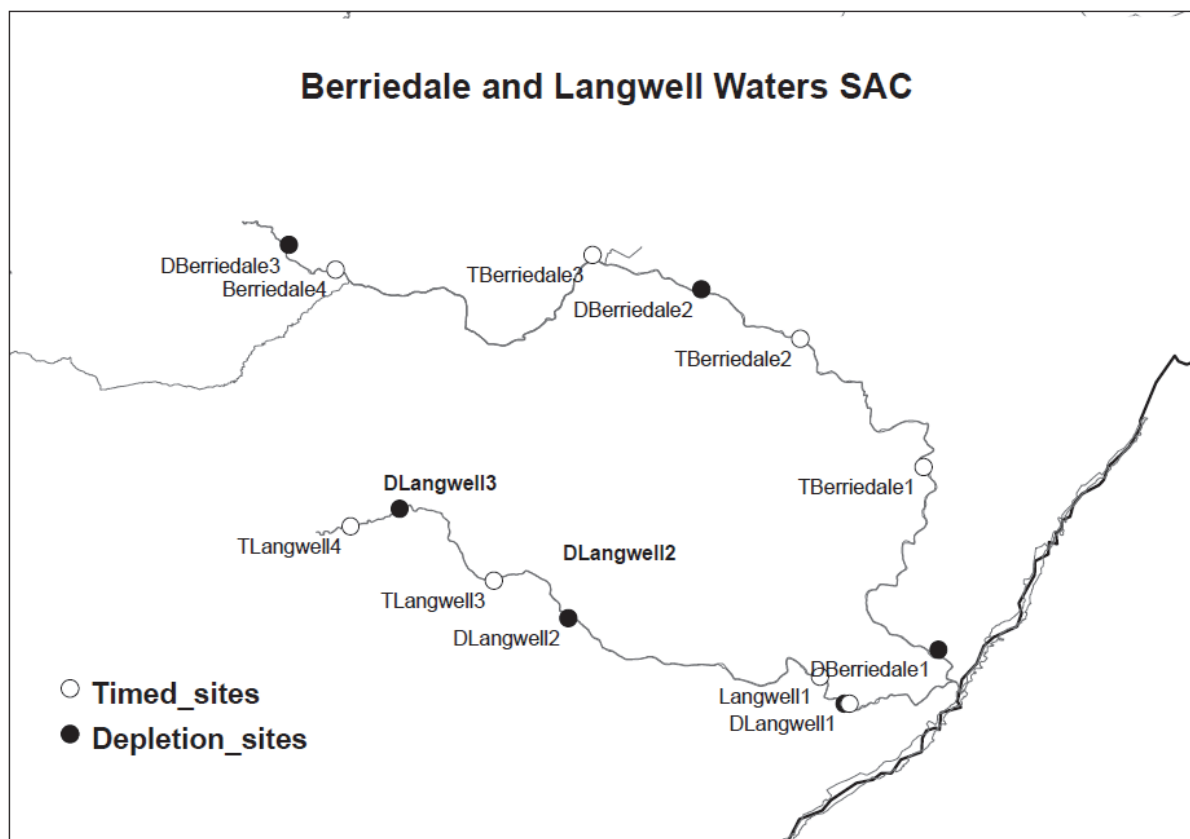 Berriedale and Langwell Waters SAC
DBerriedale3
Berriedale4
TBerriedale3
DBerriedale2
TBerriedale2
TBerriedale1
DLangwell3
TLangwell4
DLangwell2
TLangwell3
DLangwell2
DBerriedale1
Langwell1
DLangwell1
Timed_sites
Depletion_sites